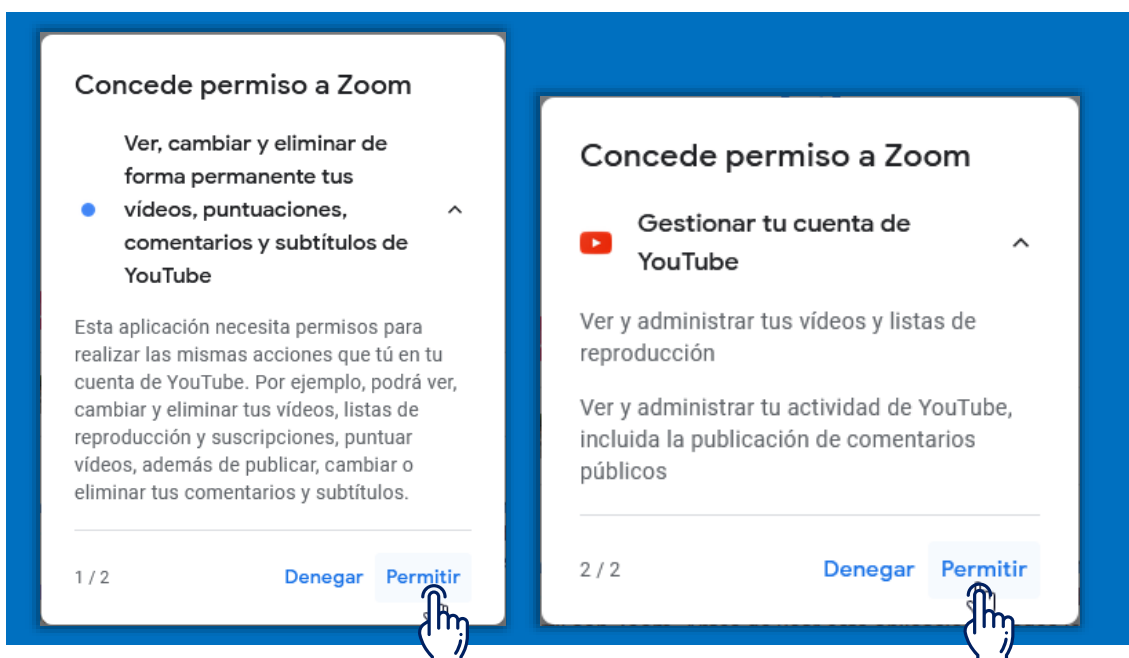 Concede permiso a Zoom
Ver, cambiar y eliminar de
forma permanente tus
vídeos, puntuaciones,
comentarios y subtítulos de
YouTube
Esta aplicación necesita permisos para
realizar las mismas acciones que tú en tu
cuenta de YouTube. Por ejemplo, podrá ver,
cambiar y eliminar tus vídeos, listas de
reproducción y suscripciones, puntuar
vídeos, además de publicar, cambiar o
eliminar tus comentarios y subtítulos.
1 / 2
Denegar Permitir
Concede permiso a Zoom
Gestionar tu cuenta de
YouTube
Ver y administrar tus vídeos y listas de
reproducción
Ver y administrar tu actividad de YouTube,
incluida la publicación de comentarios
públicos
2 / 2
Denegar Permitir